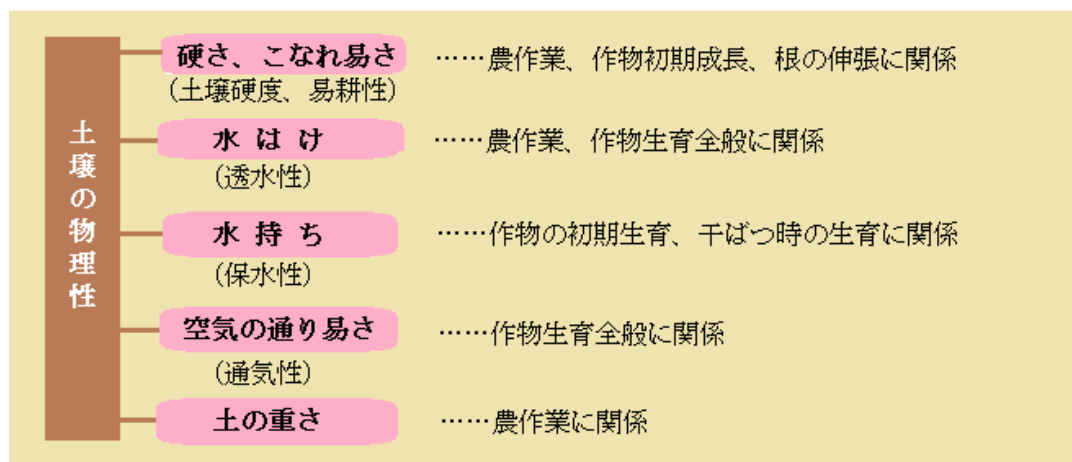 土壌の物理性
硬さ、こなれ易さ ……農作業、作物初期成長、根の伸張に関係
(土壌硬度、易耕性)
水はけ ……農作業、作物生育全般に関係
(透水性)
水持ち ……作物の初期生育、干ばつ時の生育に関係
(保水性)
空気の通り易さ ……作物生育全般に関係
(通気性)
土の重さ ……農作業に関係